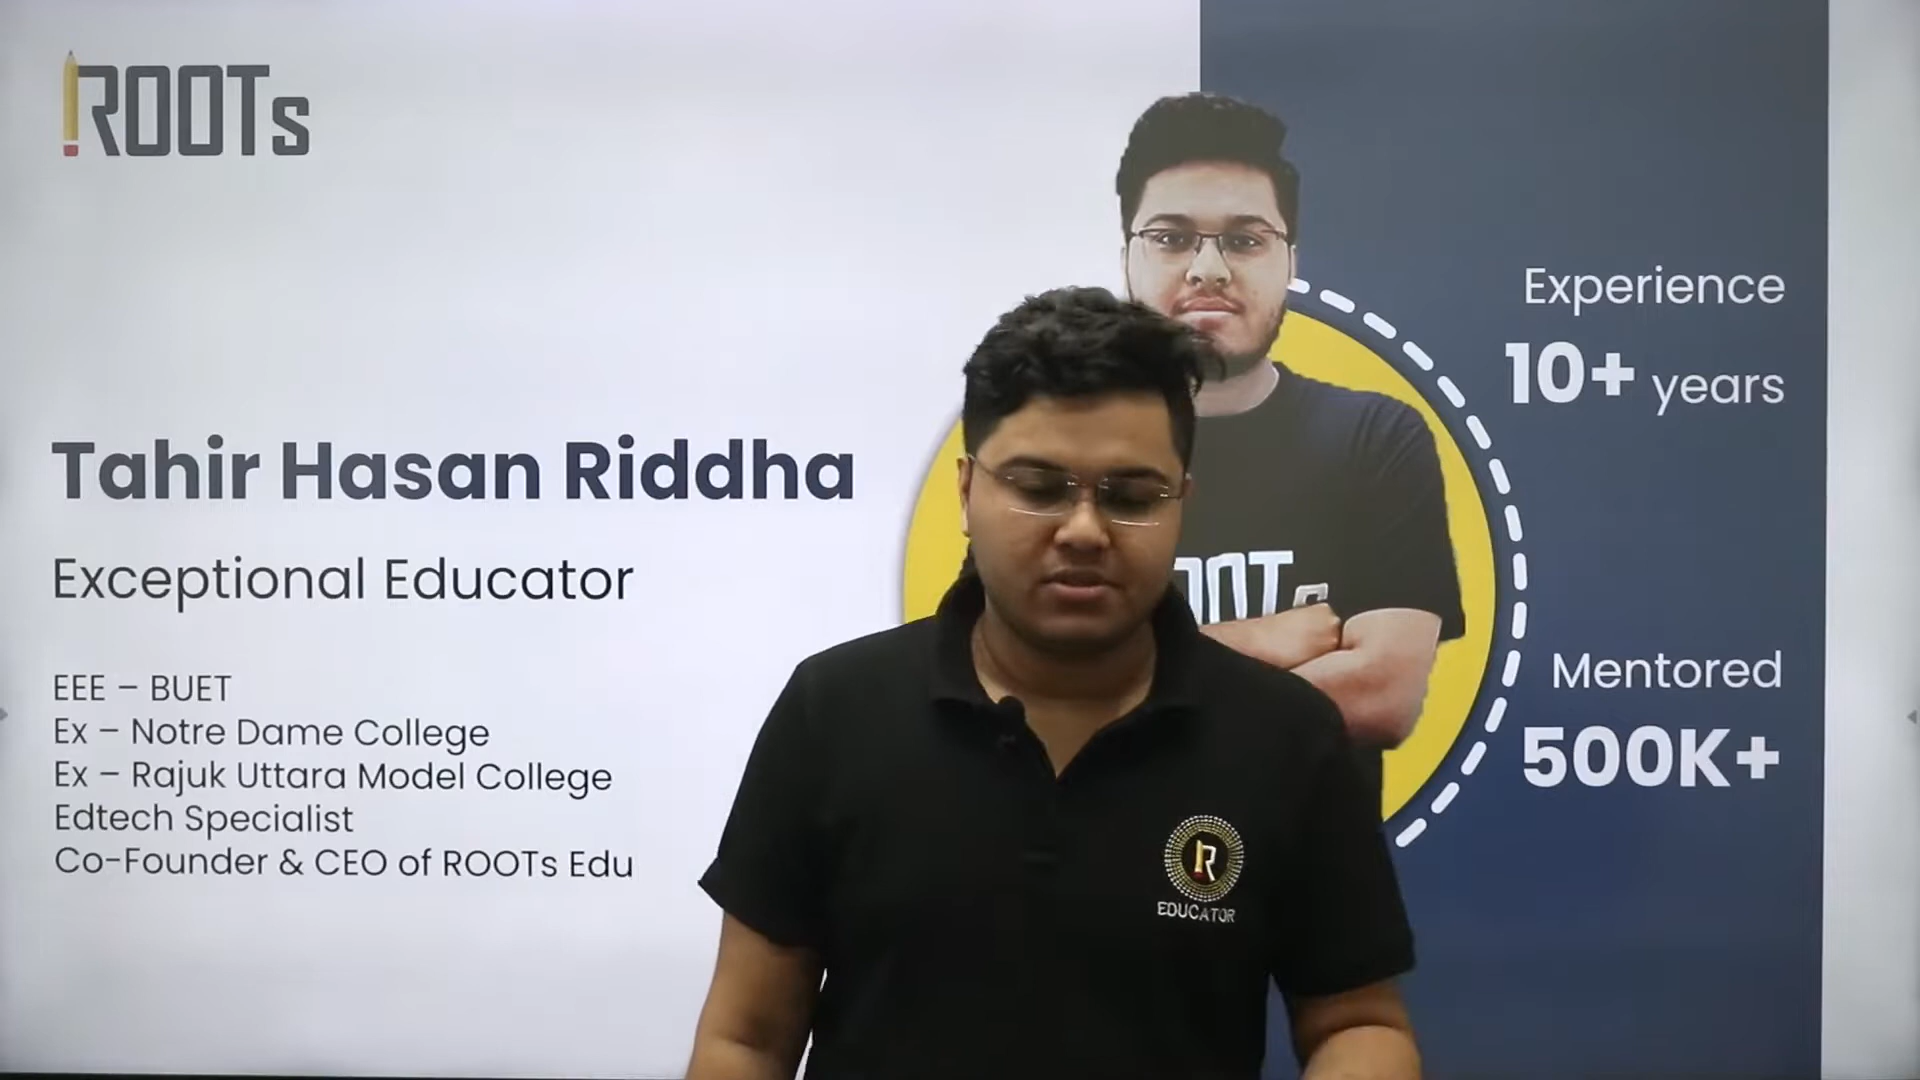 ROOTs
Tahir Hasan Riddha
Exceptional Educator
EEE – BUET
Ex – Notre Dame College
Ex – Rajuk Uttara Model College
Edtech Specialist
Co-Founder & CEO of ROOTs Edu
Experience
10+ years
Mentored
500K+
R
EDUCATOR